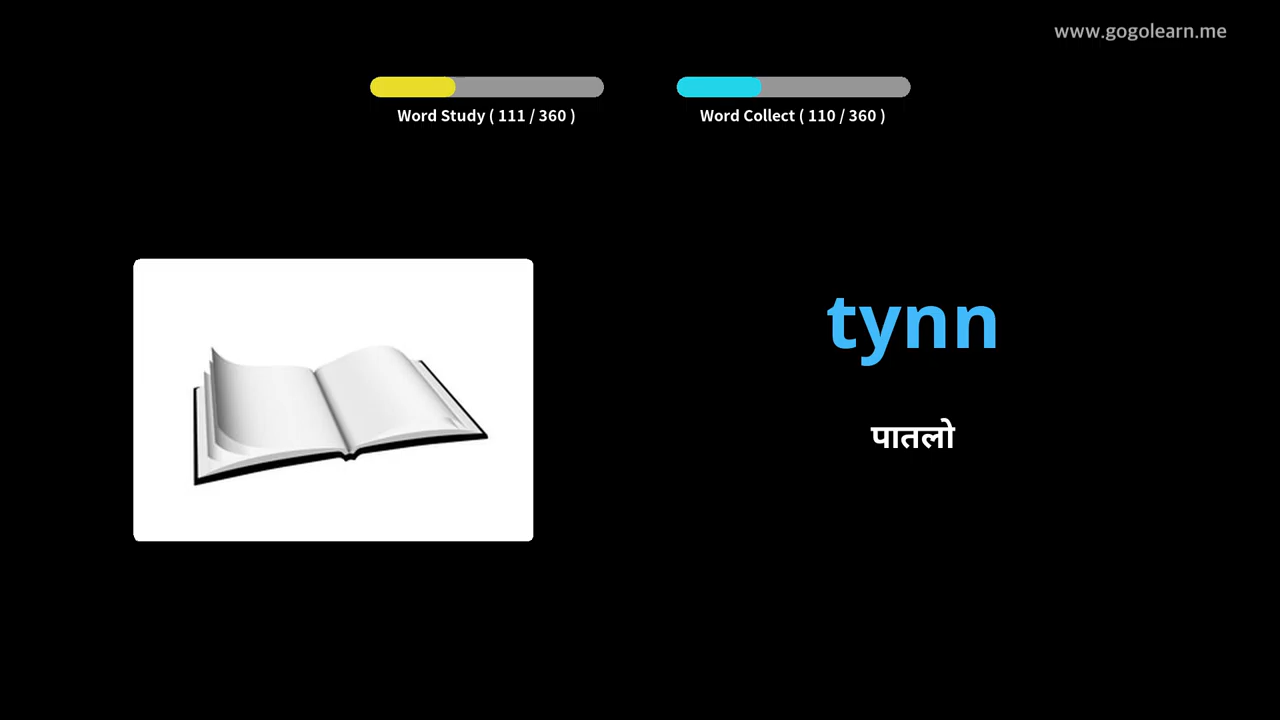 www.gogolearn.me
Word Study ( 111 / 360 )
Word Collect ( 110 / 360 )
tynn
पातलो